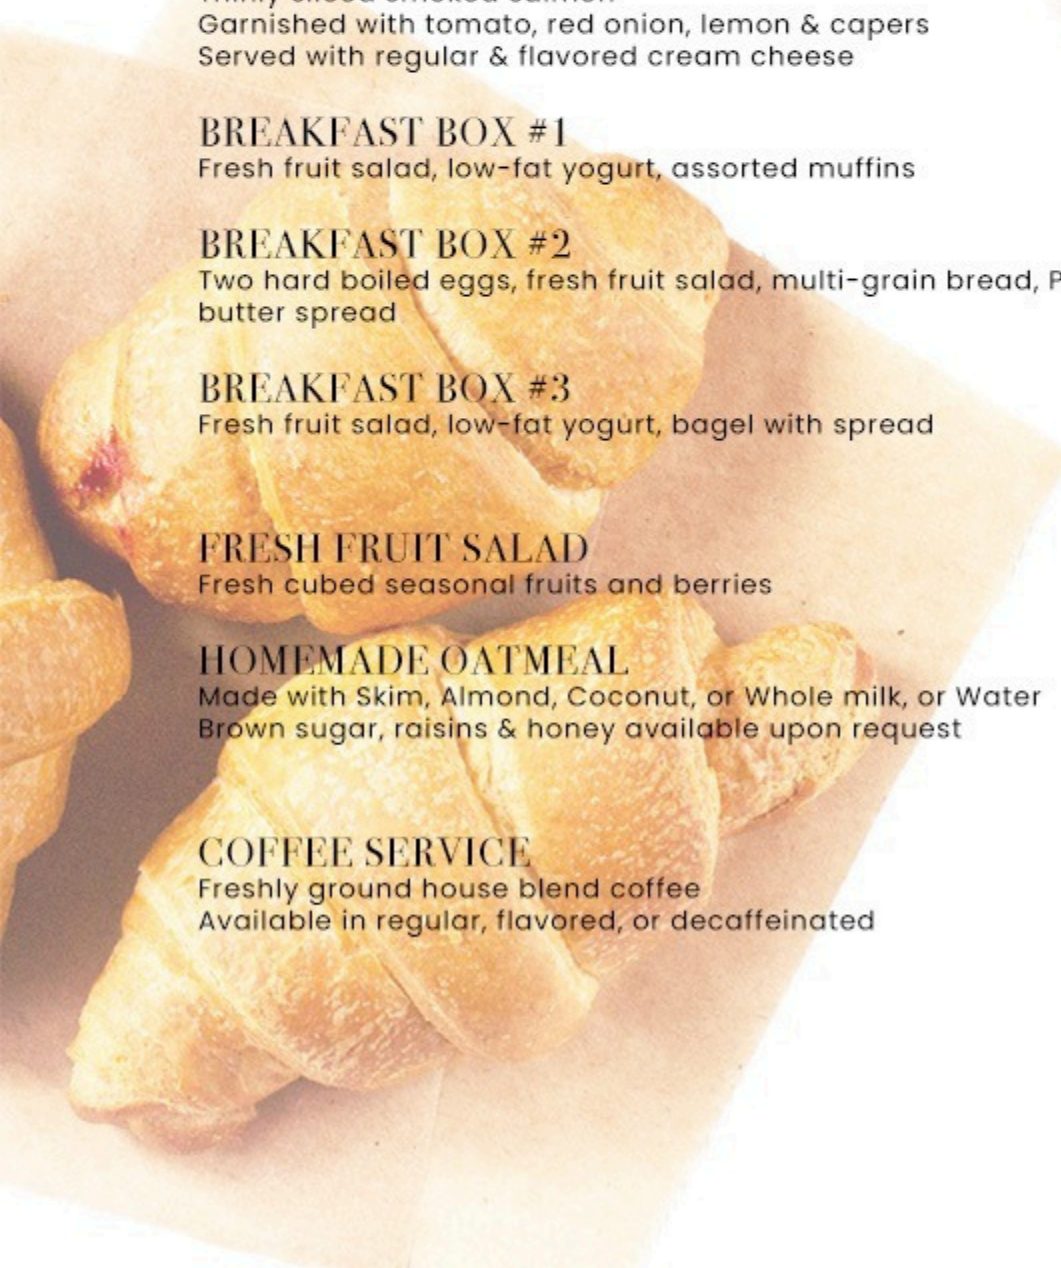 Thinly sliced smoked salmon
Garnished with tomato, red onion, lemon & capers
Served with regular & flavored cream cheese
BREAKFAST BOX #1
Fresh fruit salad, low-fat yogurt, assorted muffins
BREAKFAST BOX #2
Two hard boiled eggs, fresh fruit salad, multi-grain bread,
butter spread
BREAKFAST BOX #3
Fresh fruit salad, low-fat yogurt, bagel with spread
FRESH FRUIT SALAD
Fresh cubed seasonal fruits and berries
HOMEMADE OATMEAL
Made with Skim, Almond, Coconut, or Whole milk, or Water
Brown sugar, raisins & honey available upon request
COFFEE SERVICE
Freshly ground house blend coffee
Available in regular, flavored, or decaffeinated